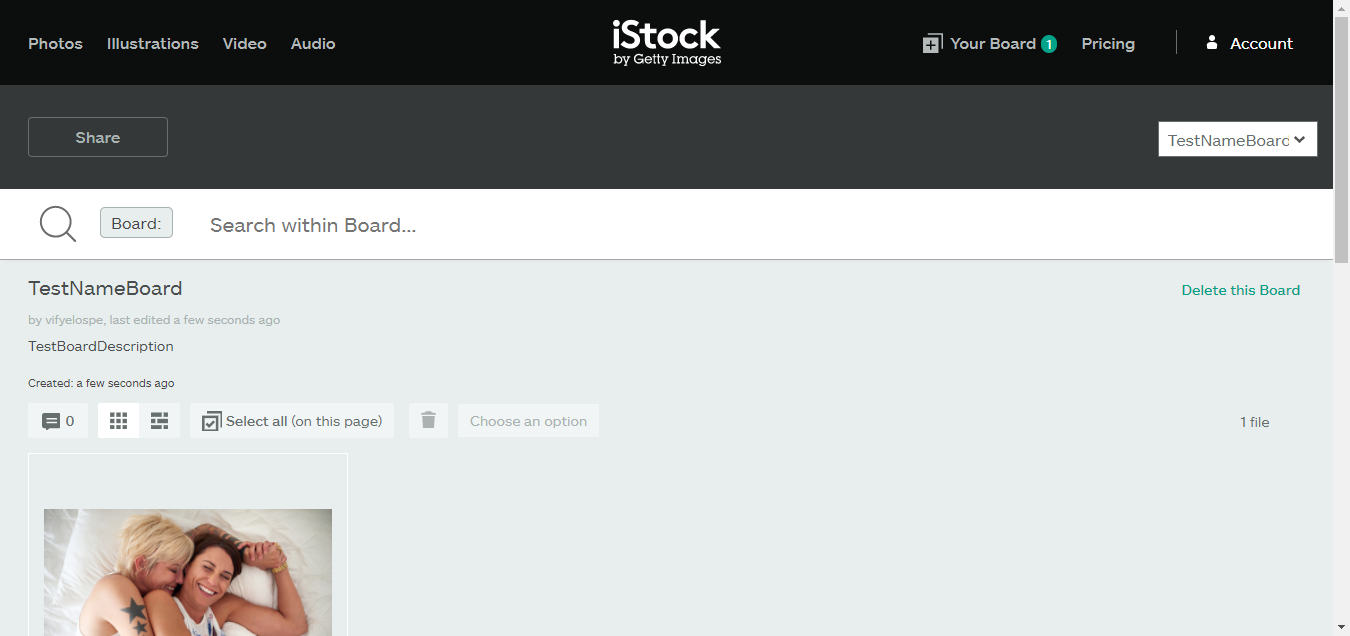 Photos Illustrations Video Audio
iStock
by Getty Images
Your Board 1 Pricing Account
Share
TestNameBoard
Board: Search within Board...
TestNameBoard
Delete this Board
by vifyelospe, last edited a few seconds ago
TestBoardDescription
Created: a few seconds ago
0 Select all (on this page) Choose an option 1 file